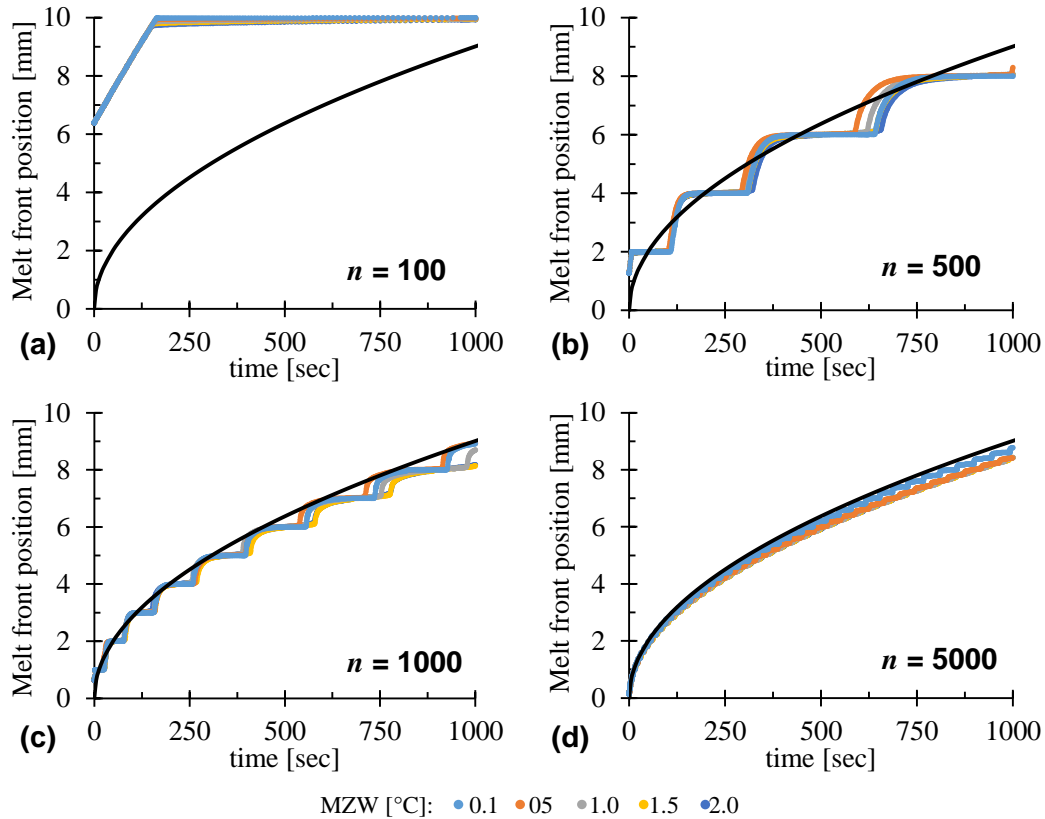 10
8
6
4
2
0
Melt front position [mm]
n = 100
(a)
0 250 500 750 1000
time [sec]
10
8
6
4
2
0
Melt front position [mm]
n = 500
(b)
0 250 500 750 1000
time [sec]
10
8
6
4
2
0
Melt front position [mm]
n = 1000
(c)
0 250 500 750 1000
time [sec]
10
8
6
4
2
0
Melt front position [mm]
n = 5000
(d)
0 250 500 750 1000
time [sec]
MZW [°C]: 0.1 05 1.0 1.5 2.0